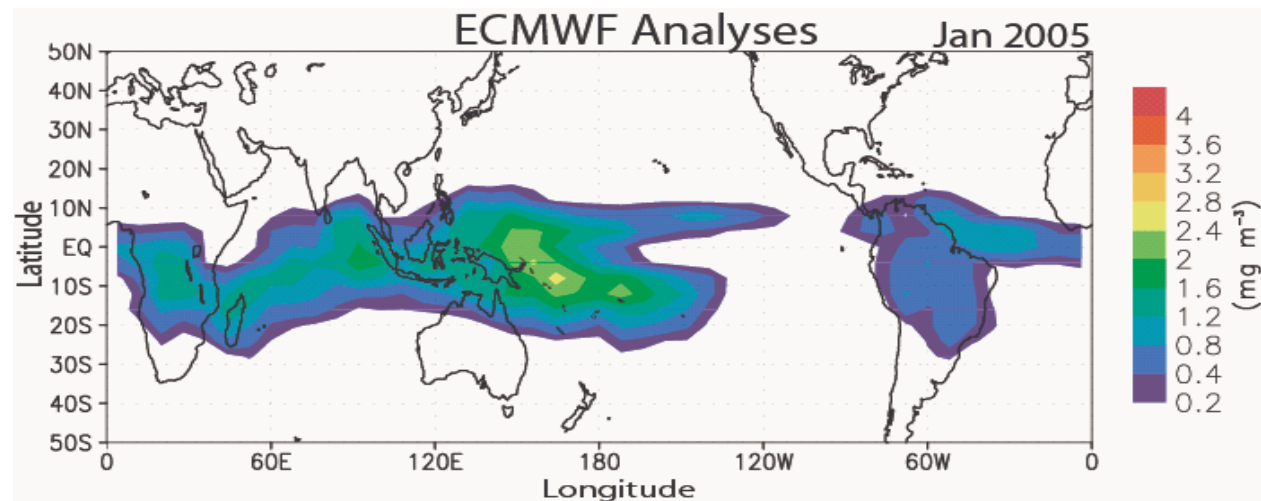 ECMWF Analyses
Jan 2005
50N
40N
30N
20N
10N
EQ
10S
20S
30S
40S
50S
Latitude
0
60E
120E
180
120W
60W
0
Longitude
4
3.6
3.2
2.8
2.4
2
1.6
1.2
0.8
0.4
0.2
(mg m⁻³)